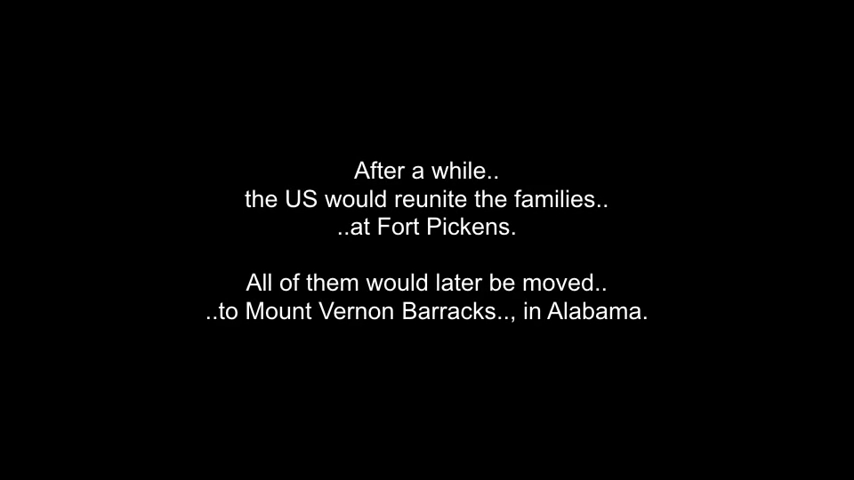 After a while..
the US would reunite the families..
..at Fort Pickens.
All of them would later be moved..
..to Mount Vernon Barracks.., in Alabama.